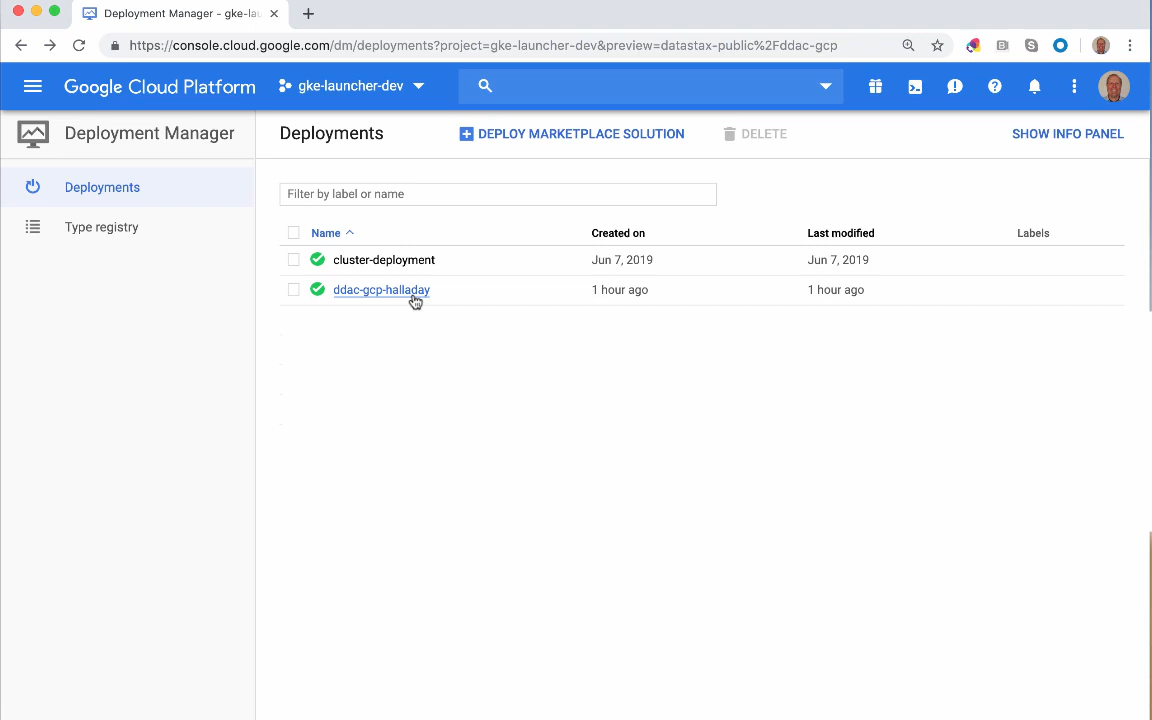 Deployment Manager - gke-lau
https://console.cloud.google.com/dm/deployments?project=gke-launcher-dev&preview=datastax-public%2Fddac-gcp
Google Cloud Platform
gke-launcher-dev
Deployment Manager
Deployments
DEPLOY MARKETPLACE SOLUTION
DELETE
SHOW INFO PANEL
Deployments
Type registry
Filter by label or name
Name
Created on
Last modified
Labels
cluster-deployment
Jun 7, 2019
Jun 7, 2019
ddac-gcp-halladay
1 hour ago
1 hour ago